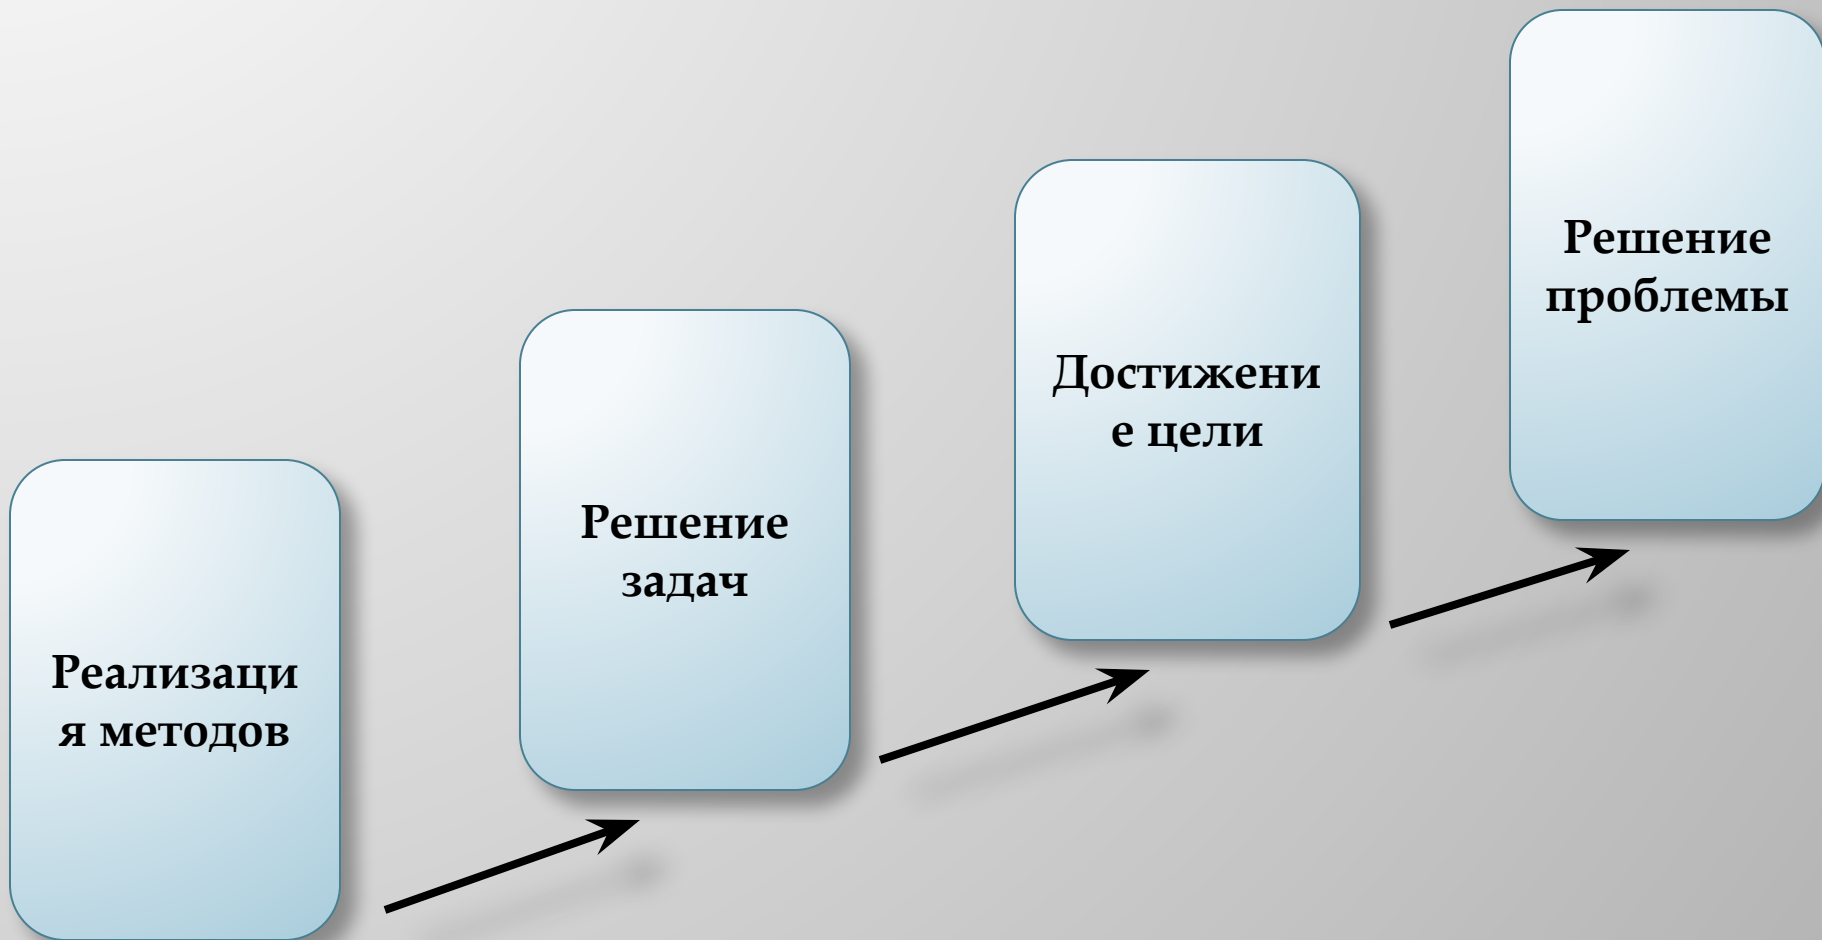 Реализаци
я методов
Решение
задач
Достижени
е цели
Решение
проблемы